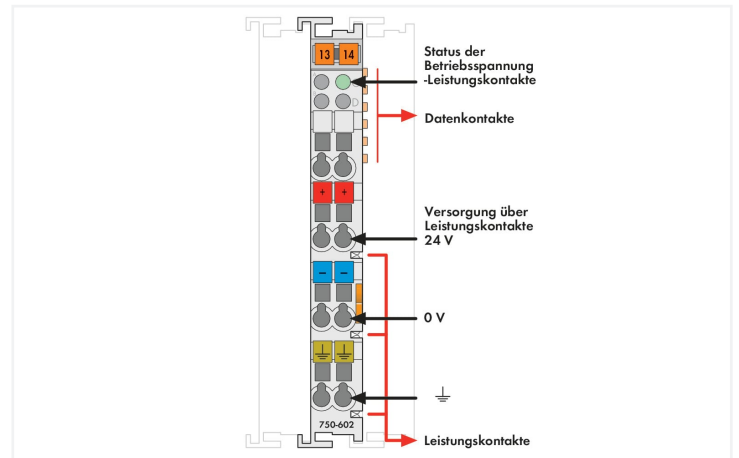 13 14
Status der
Betriebsspannung
-Leistungskontakte
Datenkontakte
+ +
Versorgung über
Leistungskontakte
24 V
– –
0 V
750-602
Leistungskontakte